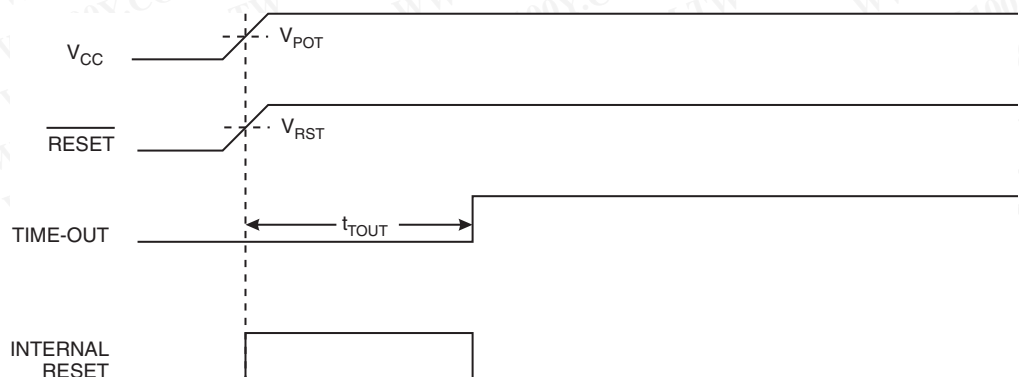 V_CC
V_POT
RESET
V_RST
TIME-OUT
t_TOUT
INTERNAL
RESET